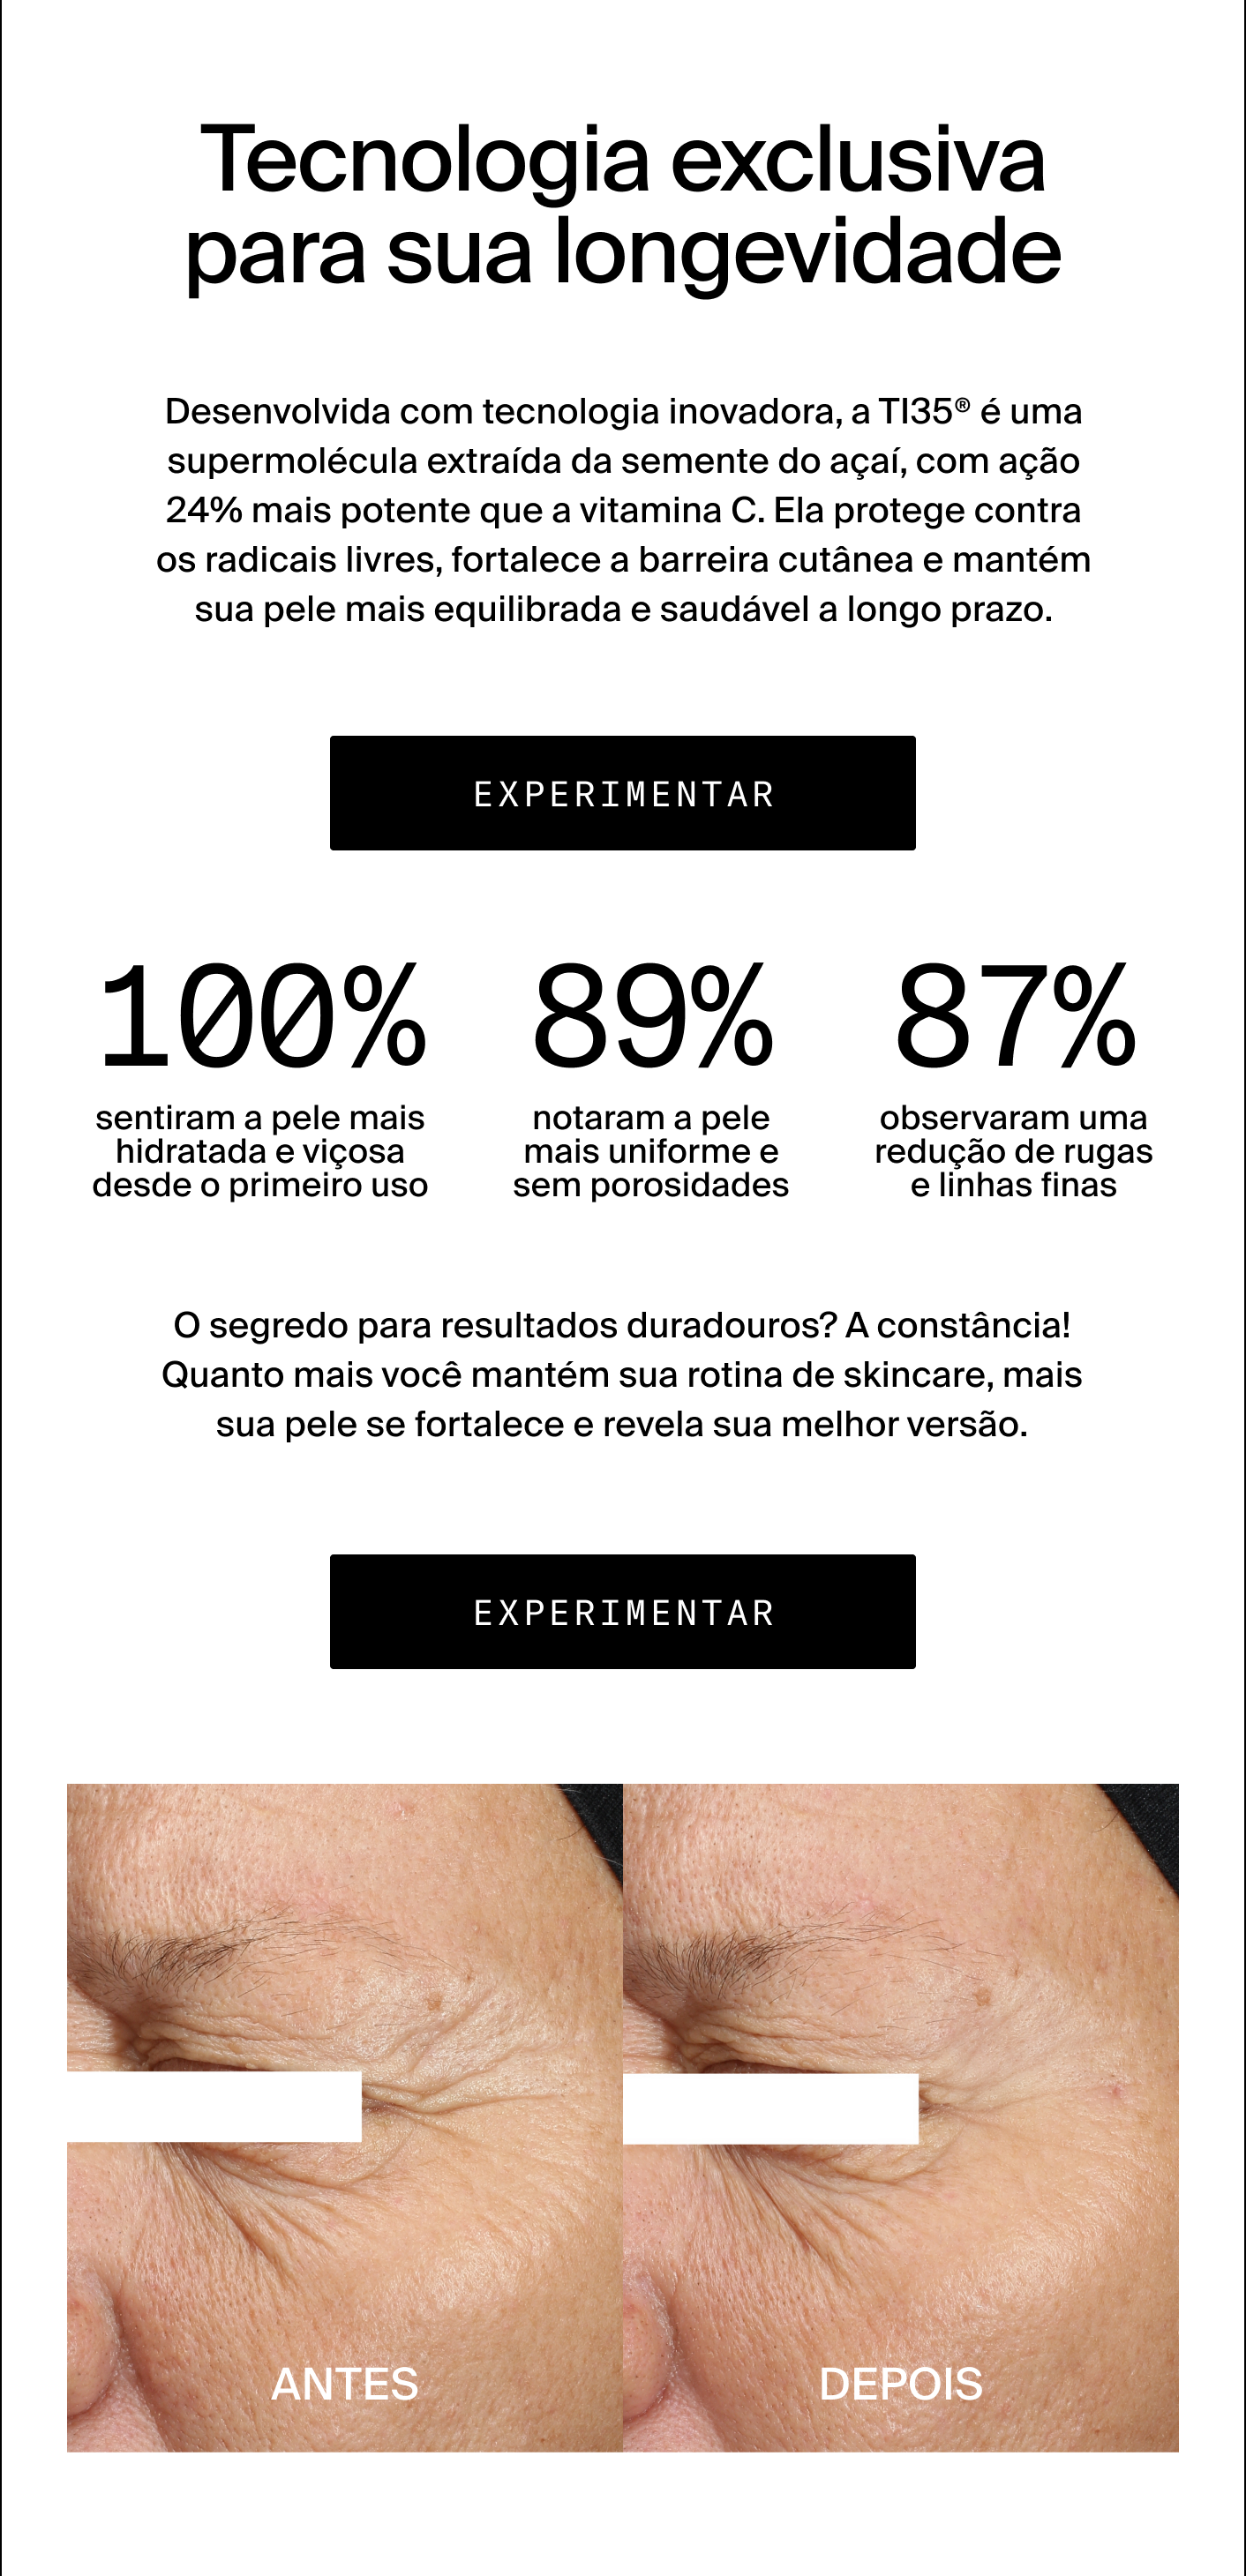 Tecnologia exclusiva
para sua longevidade
Desenvolvida com tecnologia inovadora, a TI35® é uma
supermolécula extraída da semente do açaí, com ação
24% mais potente que a vitamina C. Ela protege contra
os radicais livres, fortalece a barreira cutânea e mantém
sua pele mais equilibrada e saudável a longo prazo.
EXPERIMENTAR
100%
sentiram a pele mais
hidratada e viçosa
desde o primeiro uso
89%
notaram a pele
mais uniforme e
sem porosidades
87%
observaram uma
redução de rugas
e linhas finas
O segredo para resultados duradouros? A constância!
Quanto mais você mantém sua rotina de skincare, mais
sua pele se fortalece e revela sua melhor versão.
EXPERIMENTAR
ANTES
DEPOIS